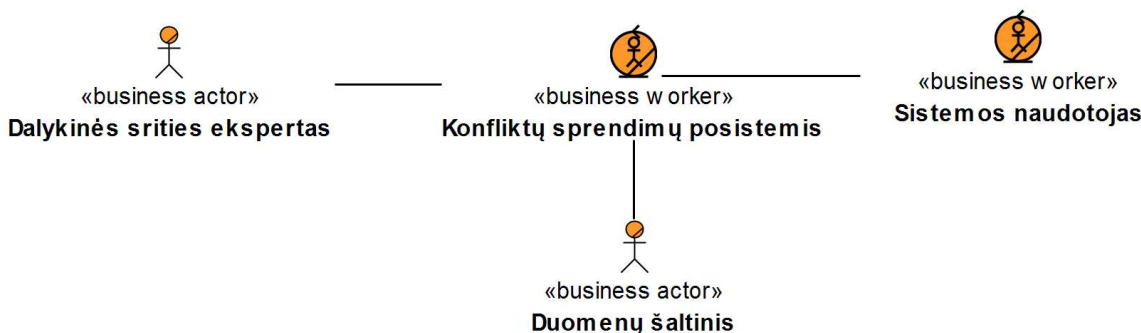 «business actor»
Dalykinės srities ekspertas
«business worker»
Konfliktų sprendimų posistemis
«business worker»
Sistemos naudotojas
«business actor»
Duomenų šaltinis